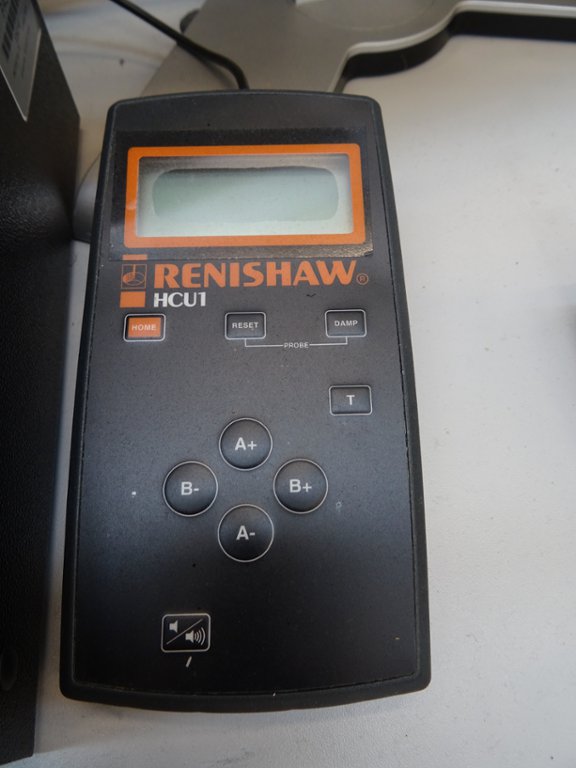 RENISHAW®
HCU1
HOME
RESET
DAMP
PROBE
T
A+
B-
B+
A-